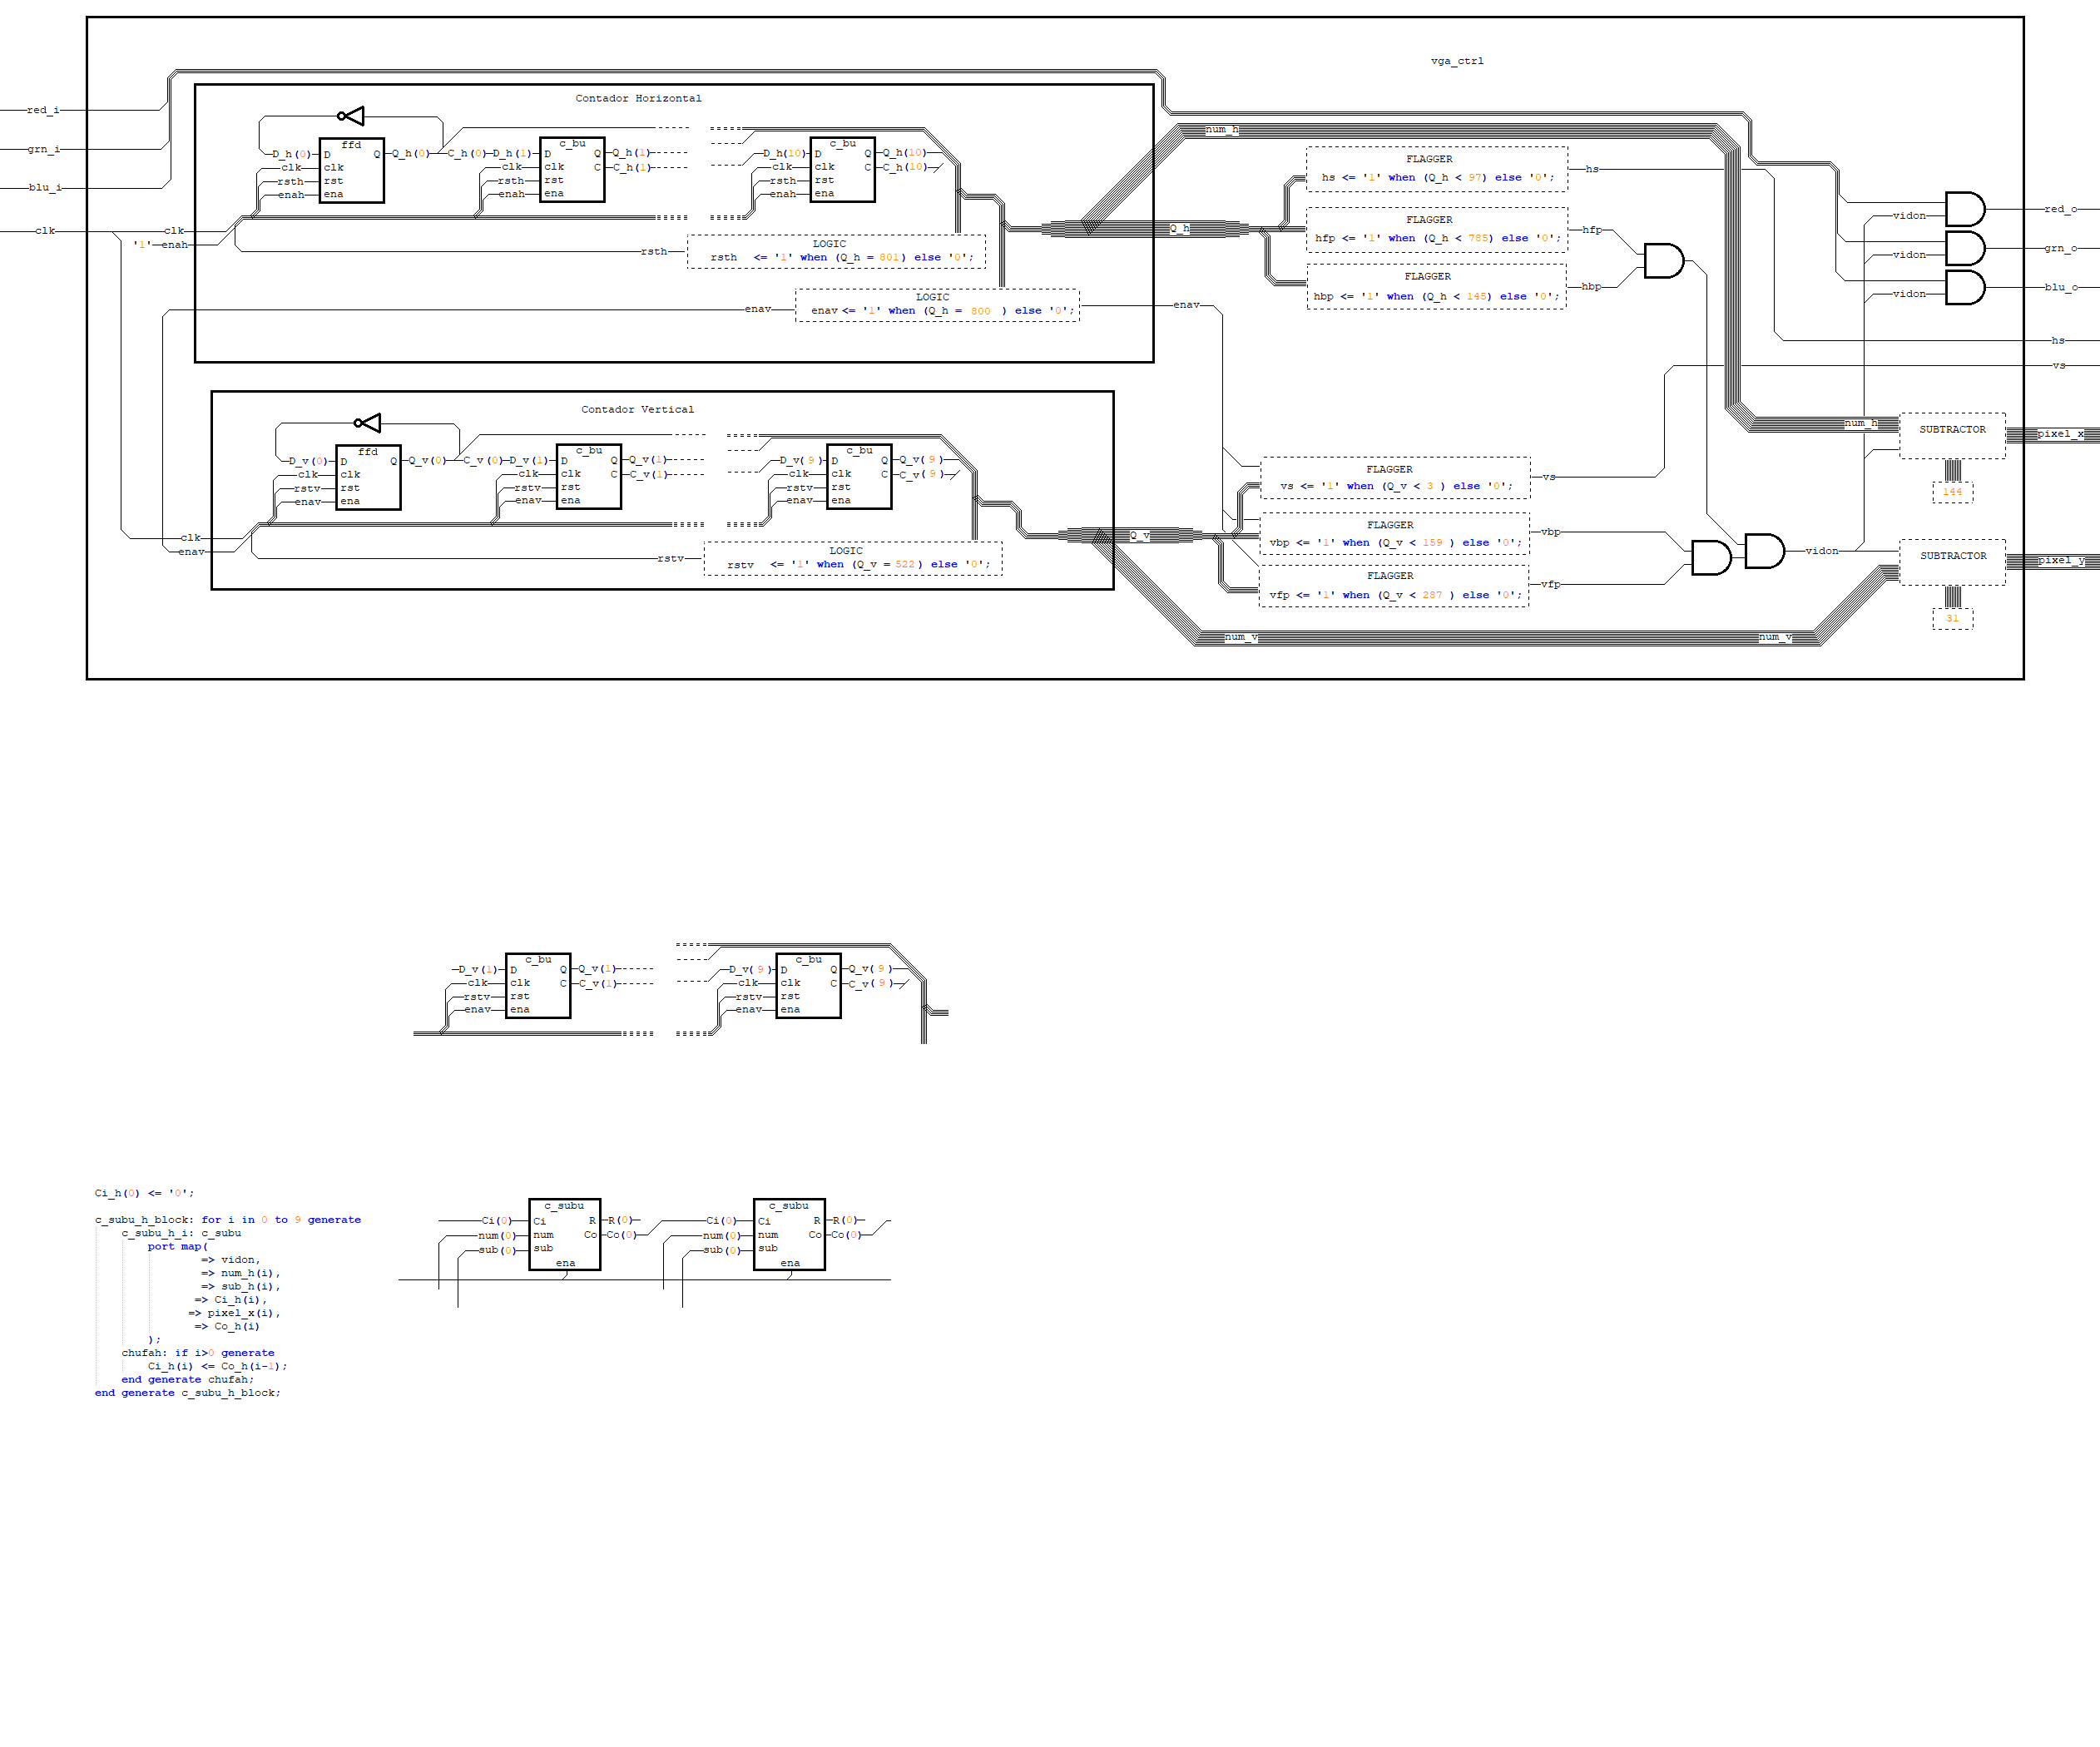 vga_ctrl
red_i
grn_i
blu_i
clk
Contador Horizontal
D_h(0)
clk
rsth
enah
ffd
D Q
clk
rst
ena
Q_h(0)
C_h(0)
D_h(1)
clk
rsth
enah
c_bu
D Q
clk C
rst
ena
Q_h(1)
C_h(1)
D_h(10)
clk
rsth
enah
c_bu
D Q
clk C
rst
ena
Q_h(10)
C_h(10)
clk
'1' enah
rsth
LOGIC
rsth <= '1' when (Q_h = 801) else '0';
enav
LOGIC
enav <= '1' when (Q_h = 800 ) else '0';
enav
num_h
Q_h
FLAGGER
hs <= '1' when (Q_h < 97) else '0';
hs
FLAGGER
hfp <= '1' when (Q_h < 785) else '0';
hfp
FLAGGER
hbp <= '1' when (Q_h < 145) else '0';
hbp
vidon
red_o
vidon
grn_o
vidon
blu_o
hs
vs
Contador Vertical
D_v(0)
clk
rstv
enav
ffd
D Q
clk
rst
ena
Q_v(0)
C_v(0)
D_v(1)
clk
rstv
enav
c_bu
D Q
clk C
rst
ena
Q_v(1)
C_v(1)
D_v( 9 )
clk
rstv
enav
c_bu
D Q
clk C
rst
ena
Q_v( 9 )
C_v( 9 )
clk
enav
rstv
LOGIC
rstv <= '1' when (Q_v = 522 ) else '0';
Q_v
FLAGGER
vs <= '1' when (Q_v < 3 ) else '0';
vs
FLAGGER
vbp <= '1' when (Q_v < 159 ) else '0';
vbp
FLAGGER
vfp <= '1' when (Q_v < 287 ) else '0';
vfp
num_v
num_v
vidon
num_h
SUBTRACTOR
pixel_x
144
SUBTRACTOR
pixel_y
31
D_v(1)
clk
rstv
enav
c_bu
D Q
clk C
rst
ena
Q_v(1)
C_v(1)
D_v( 9 )
clk
rstv
enav
c_bu
D Q
clk C
rst
ena
Q_v( 9 )
C_v( 9 )
Ci_h(0) <= '0';
c_subu_h_block: for i in 0 to 9 generate
c_subu_h_i: c_subu
port map(
=> vidon,
=> num_h(i),
=> sub_h(i),
=> Ci_h(i),
=> pixel_x(i),
=> Co_h(i)
);
chufah: if i>0 generate
Ci_h(i) <= Co_h(i-1);
end generate chufah;
end generate c_subu_h_block;
Ci(0)
num(0)
sub(0)
c_subu
Ci R
num Co
sub
ena
R(0)
Co(0)
Ci(0)
num(0)
sub(0)
c_subu
Ci R
num Co
sub
ena
R(0)
Co(0)